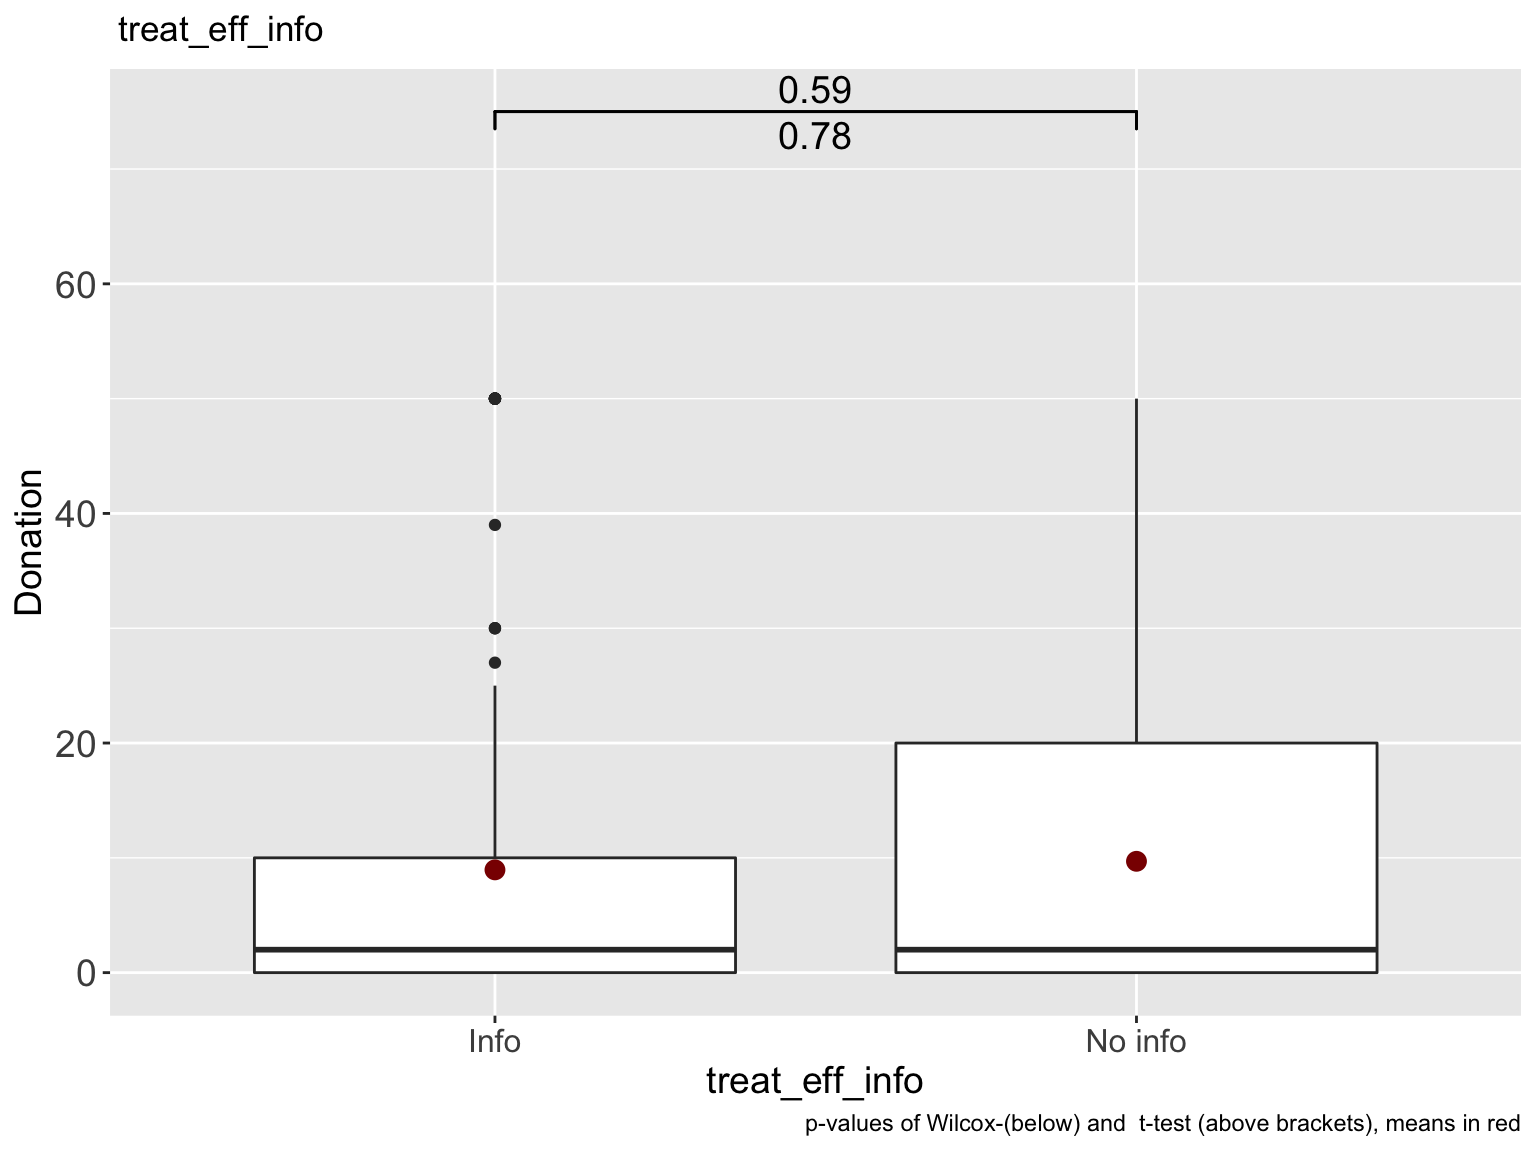 treat_eff_info
0.59
0.78
60
40
20
0
Donation
Info
No info
treat_eff_info
p-values of Wilcox-(below) and  t-test (above brackets), means in red